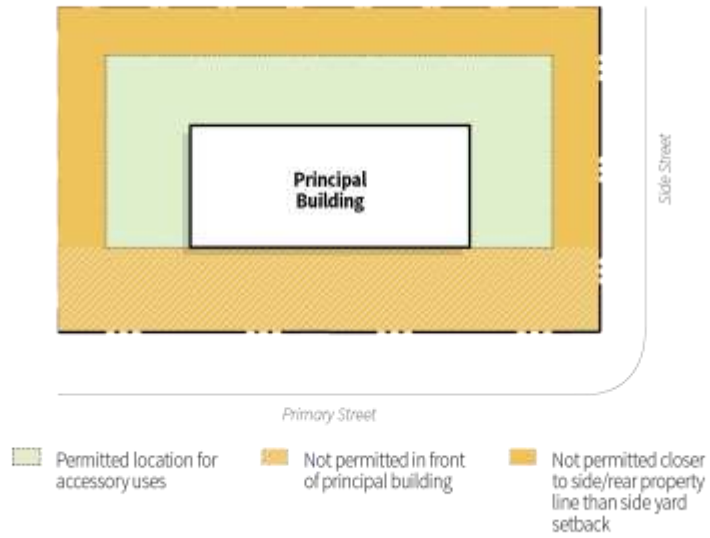 Principal
Building
Side Street
Primary Street
Permitted location for
accessory uses
Not permitted in front
of principal building
Not permitted closer
to side/rear property
line than side yard
setback